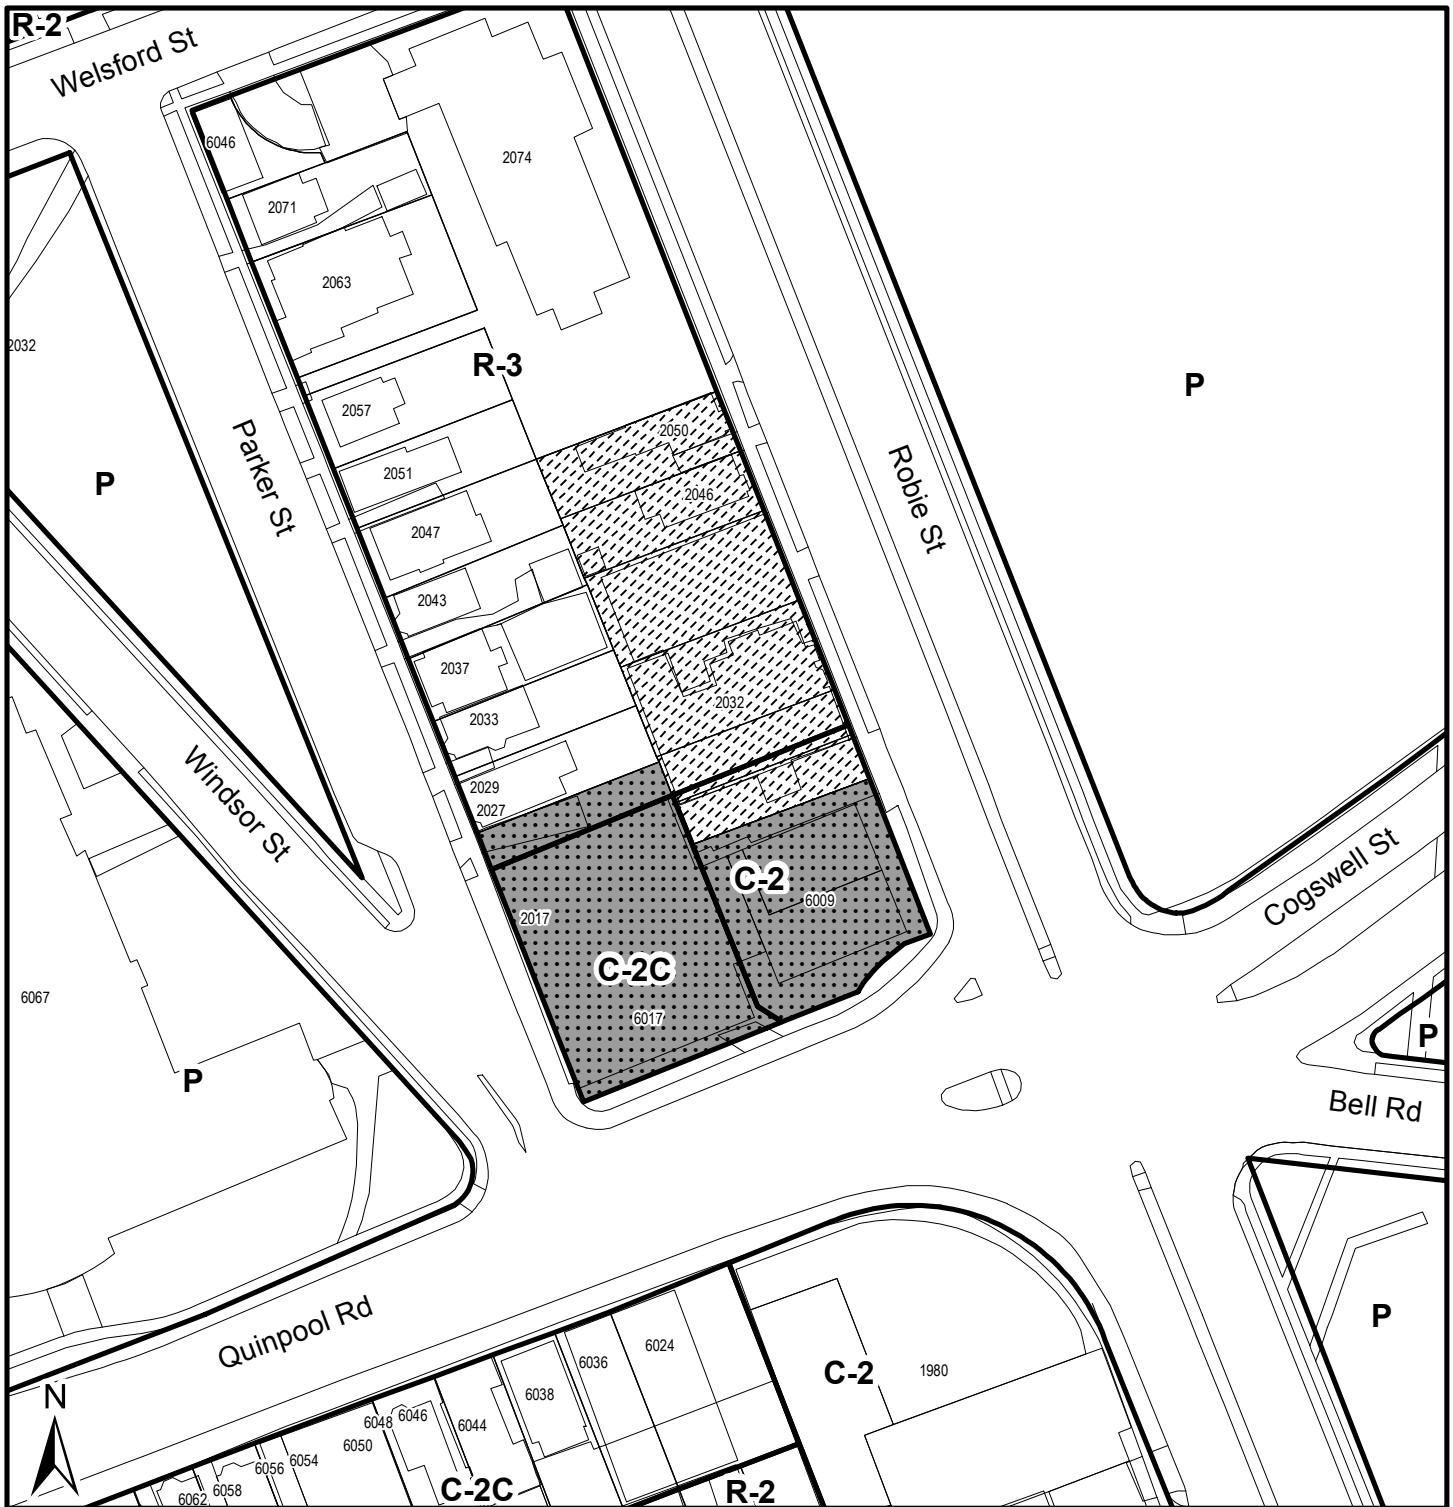 R-2
Welsford St
6046
2074
2071
2063
2032
R-3
P
2057
2050
Parker St
Robie St
2051
P
2046
2047
2043
2037
2032
2033
Windsor St
2029
2027
Cogswell St
C-2
6009
2017
C-2C
6067
6017
P
P
Bell Rd
Quinpool Rd
P
6024
6036
C-2
1980
N
6038
6046
6048
6044
6050
6054
6056
6058
6062
C-2C
R-2